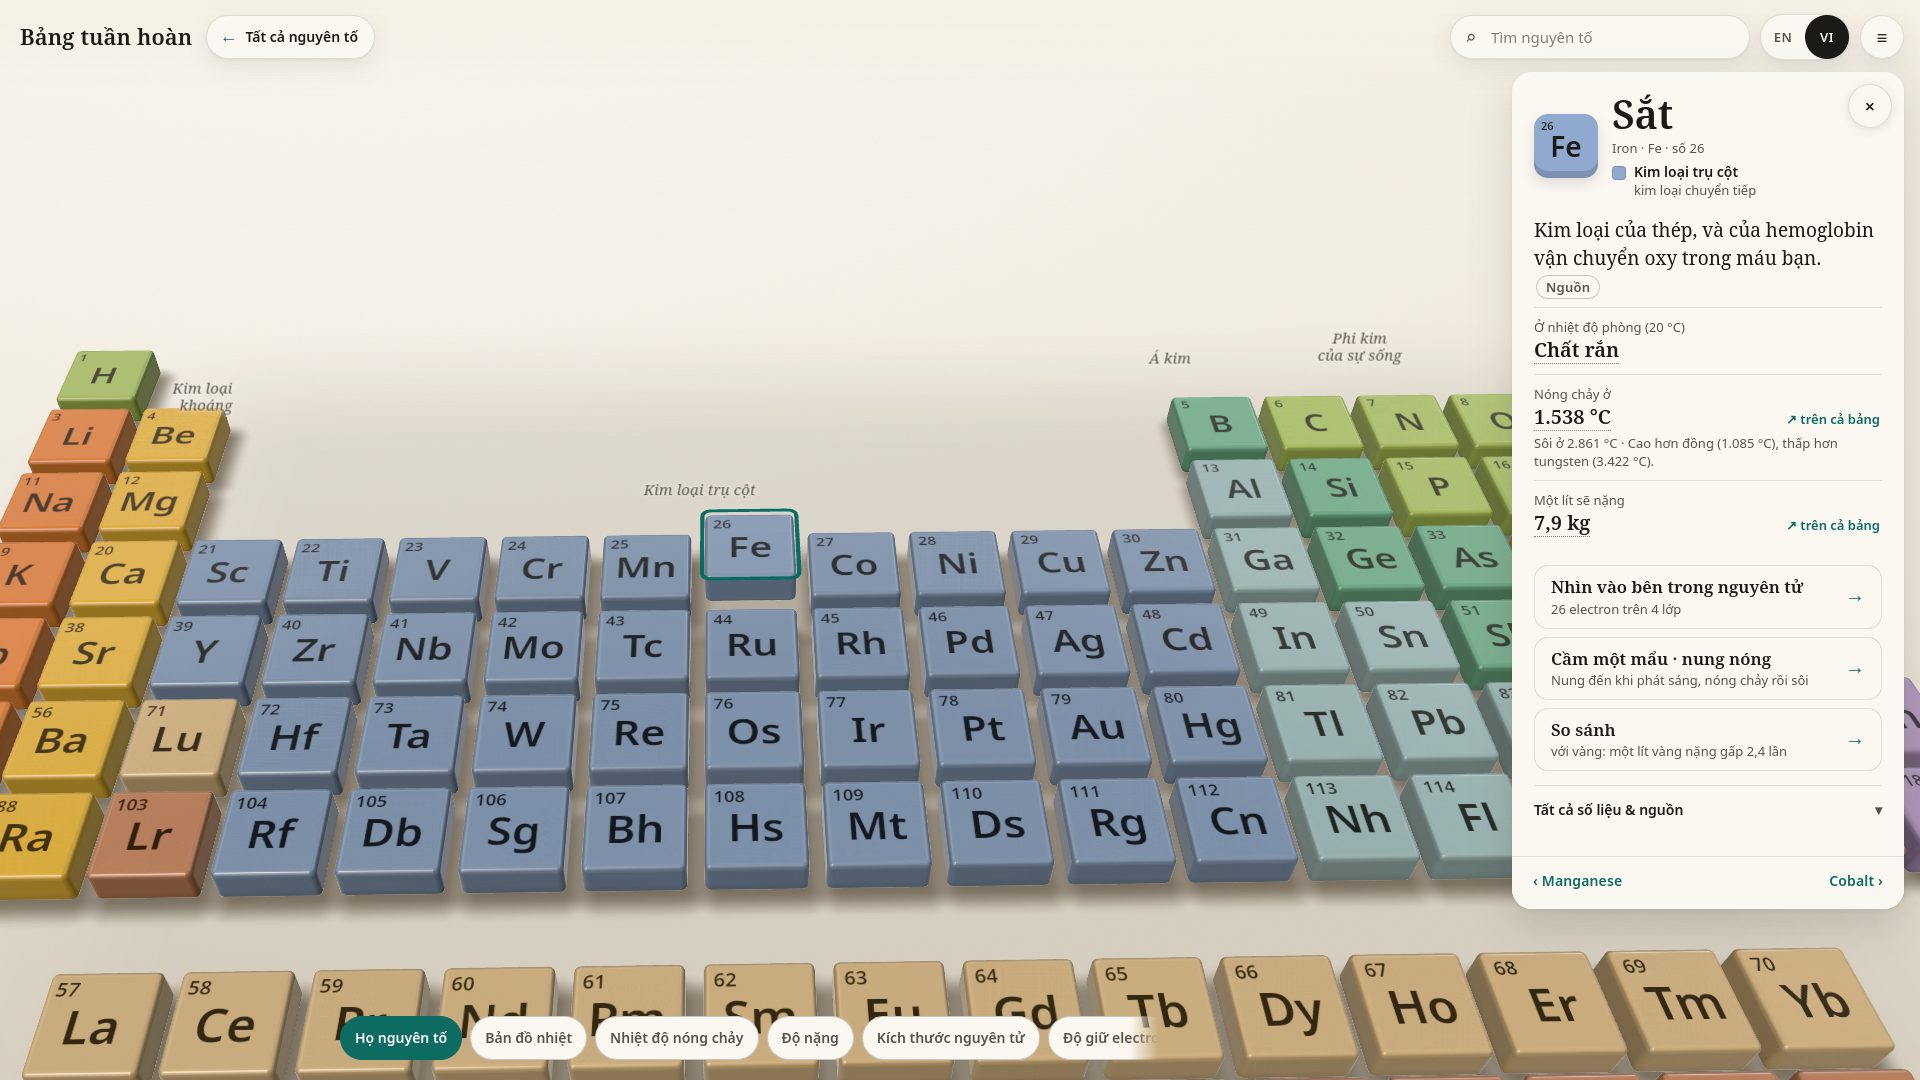 Bảng tuần hoàn
← Tất cả nguyên tố
Tìm nguyên tố
EN
VI
≡
×
26
Fe
Sắt
Iron · Fe · số 26
Kim loại trụ cột
kim loại chuyển tiếp
Kim loại của thép, và của hemoglobin
vận chuyển oxy trong máu bạn.
Nguồn
Ở nhiệt độ phòng (20 °C)
Chất rắn
Nóng chảy ở
1.538 °C
↗ trên cả bảng
Sôi ở 2.861 °C · Cao hơn đồng (1.085 °C), thấp hơn
tungsten (3.422 °C).
Một lít sẽ nặng
7,9 kg
↗ trên cả bảng
Nhìn vào bên trong nguyên tử
26 electron trên 4 lớp
→
Cầm một mẩu · nung nóng
Nung đến khi phát sáng, nóng chảy rồi sôi
→
So sánh
với vàng: một lít vàng nặng gấp 2,4 lần
→
Tất cả số liệu & nguồn ▾
‹ Manganese
Cobalt ›
Phi kim
của sự sống
Á kim
Kim loại
khoáng
Kim loại trụ cột
1 H
3 Li 4 Be 5 B 6 C 7 N 8 O
11 Na 12 Mg 13 Al 14 Si 15 P 16
K 20 Ca 21 Sc 22 Ti 23 V 24 Cr 25 Mn 26 Fe 27 Co 28 Ni 29 Cu 30 Zn 31 Ga 32 Ge 33 As
38 Sr 39 Y 40 Zr 41 Nb 42 Mo 43 Tc 44 Ru 45 Rh 46 Pd 47 Ag 48 Cd 49 In 50 Sn 51
56 Ba 71 Lu 72 Hf 73 Ta 74 W 75 Re 76 Os 77 Ir 78 Pt 79 Au 80 Hg 81 Tl 82 Pb
88 Ra 103 Lr 104 Rf 105 Db 106 Sg 107 Bh 108 Hs 109 Mt 110 Ds 111 Rg 112 Cn 113 Nh 114 Fl
57 La 58 Ce 59 Pr 60 Nd 61 Pm 62 Sm 63 Eu 64 Gd 65 Tb 66 Dy 67 Ho 68 Er 69 Tm 70 Yb
Họ nguyên tố
Bản đồ nhiệt
Nhiệt độ nóng chảy
Độ nặng
Kích thước nguyên tử
Độ giữ